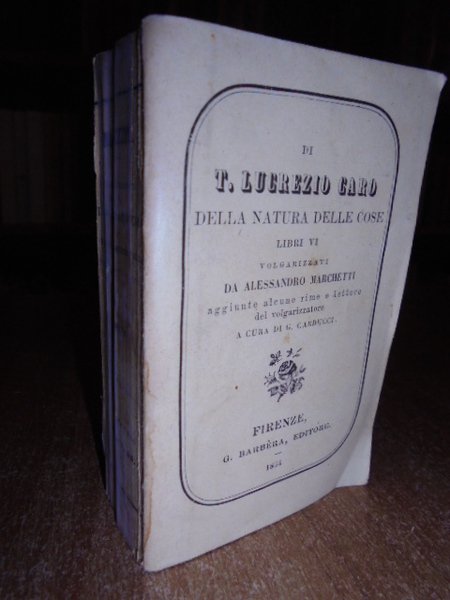 DI
T. LUCREZIO CARO
DELLA NATURA DELLE COSE
LIBRI VI
VOLGARIZZATI
DA ALESSANDRO MARCHETTI
aggiunte alcune rime e lettere
del volgarizzatore
A CURA DI G. CARDUCCI.
FIRENZE,
G. BARBÈRA, EDITORE.